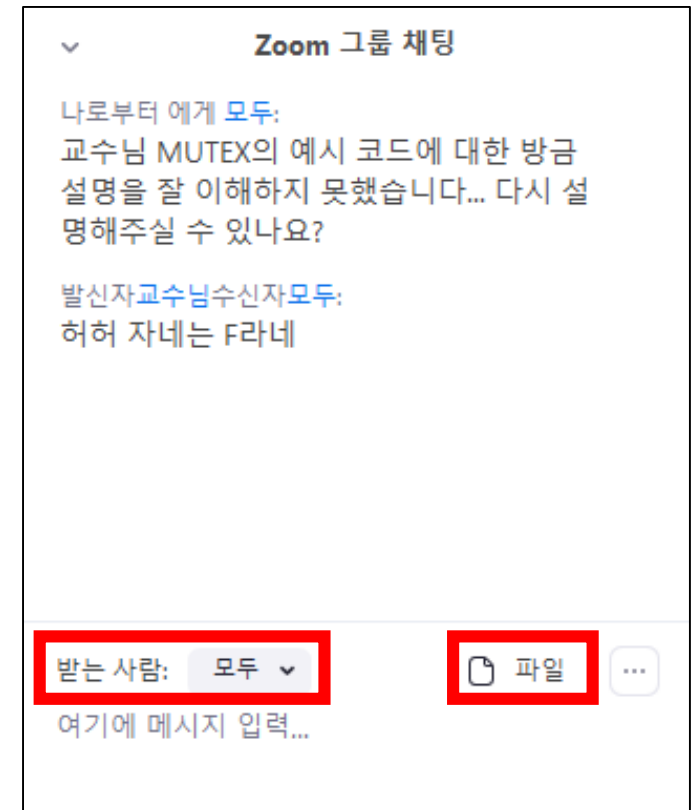 Zoom 그룹 채팅
나로부터 에게 모두:
교수님 MUTEX의 예시 코드에 대한 방금
설명을 잘 이해하지 못했습니다... 다시 설
명해주실 수 있나요?
발신자교수님수신자모두:
허허 자네는 F라네
받는 사람: 모두 파일 ...
여기에 메시지 입력...